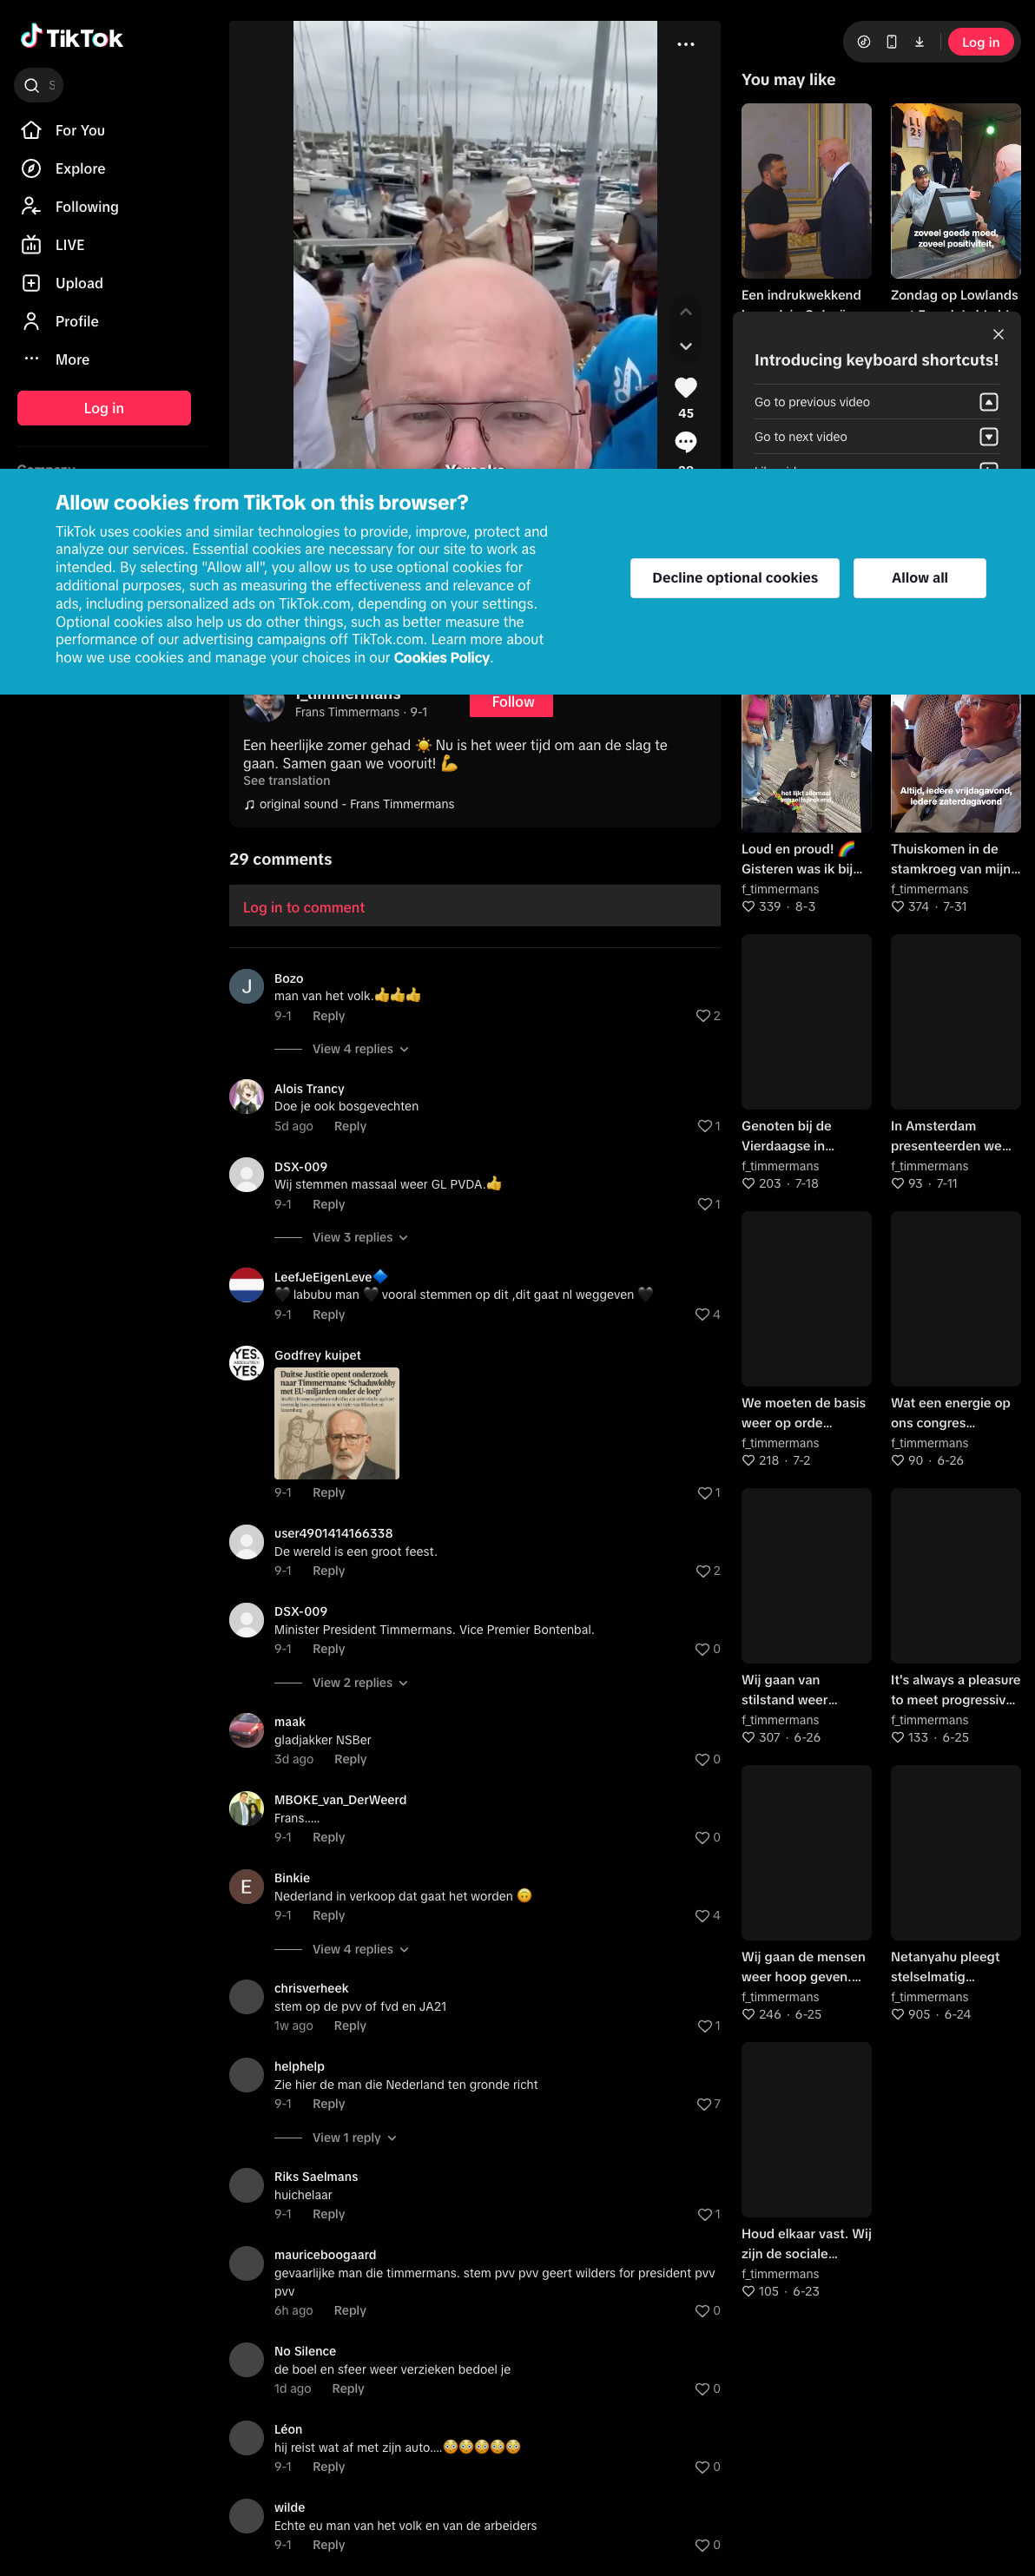 TikTok
For You
Explore
Following
LIVE
Upload
Profile
More
Log in
45
Log in
You may like
zoveel goede moed,
zoveel positiviteit,
Een indrukwekkend
Zondag op Lowlands
Introducing keyboard shortcuts!
Go to previous video
Go to next video
Allow cookies from TikTok on this browser?
TikTok uses cookies and similar technologies to provide, improve, protect and
analyze our services. Essential cookies are necessary for our site to work as
intended. By selecting "Allow all", you allow us to use optional cookies for
additional purposes, such as measuring the effectiveness and relevance of
ads, including personalized ads on TikTok.com, depending on your settings.
Optional cookies also help us do other things, such as better measure the
performance of our advertising campaigns off TikTok.com. Learn more about
how we use cookies and manage your choices in our Cookies Policy.
Decline optional cookies
Allow all
f_timmermans
Frans Timmermans · 9-1
Follow
Een heerlijke zomer gehad ☀️ Nu is het weer tijd om aan de slag te
gaan. Samen gaan we vooruit! 💪
See translation
♫ original sound - Frans Timmermans
29 comments
Log in to comment
J
Bozo
man van het volk.👍👍👍
9-1 Reply 2
View 4 replies
Alois Trancy
Doe je ook bosgevechten
5d ago Reply 1
DSX-009
Wij stemmen massaal weer GL PVDA.👍
9-1 Reply 1
View 3 replies
LeefJeEigenLeve🔷
🖤 labubu man 🖤 vooral stemmen op dit ,dit gaat nl weggeven 🖤
9-1 Reply 4
YES.
ABSOLUTELY
YES.
Godfrey kuipet
Duitse Justitie opent onderzoek
naar Timmermans: 'Schaduwlobby
met EU-miljarden onder de loep'
9-1 Reply 1
user4901414166338
De wereld is een groot feest.
9-1 Reply 2
DSX-009
Minister President Timmermans. Vice Premier Bontenbal.
9-1 Reply 0
View 2 replies
maak
gladjakker NSBer
3d ago Reply 0
MBOKE_van_DerWeerd
Frans.....
9-1 Reply 0
E
Binkie
Nederland in verkoop dat gaat het worden 🙃
9-1 Reply 4
View 4 replies
chrisverheek
stem op de pvv of fvd en JA21
1w ago Reply 1
helphelp
Zie hier de man die Nederland ten gronde richt
9-1 Reply 7
View 1 reply
Riks Saelmans
huichelaar
9-1 Reply 1
mauriceboogaard
gevaarlijke man die timmermans. stem pvv pvv geert wilders for president pvv
pvv
6h ago Reply 0
No Silence
de boel en sfeer weer verzieken bedoel je
1d ago Reply 0
Léon
hij reist wat af met zijn auto....😳😳😳😳😳
9-1 Reply 0
wilde
Echte eu man van het volk en van de arbeiders
9-1 Reply 0
het lijkt allemaal
Altijd, iedere vrijdagavond,
iedere zaterdagavond
Loud en proud! 🌈
Gisteren was ik bij...
f_timmermans
339 · 8-3
Thuiskomen in de
stamkroeg van mijn...
f_timmermans
374 · 7-31
Genoten bij de
Vierdaagse in...
f_timmermans
203 · 7-18
In Amsterdam
presenteerden we...
f_timmermans
93 · 7-11
We moeten de basis
weer op orde...
f_timmermans
218 · 7-2
Wat een energie op
ons congres...
f_timmermans
90 · 6-26
Wij gaan van
stilstand weer...
f_timmermans
307 · 6-26
It's always a pleasure
to meet progressiv...
f_timmermans
133 · 6-25
Wij gaan de mensen
weer hoop geven....
f_timmermans
246 · 6-25
Netanyahu pleegt
stelselmatig...
f_timmermans
905 · 6-24
Houd elkaar vast. Wij
zijn de sociale...
f_timmermans
105 · 6-23